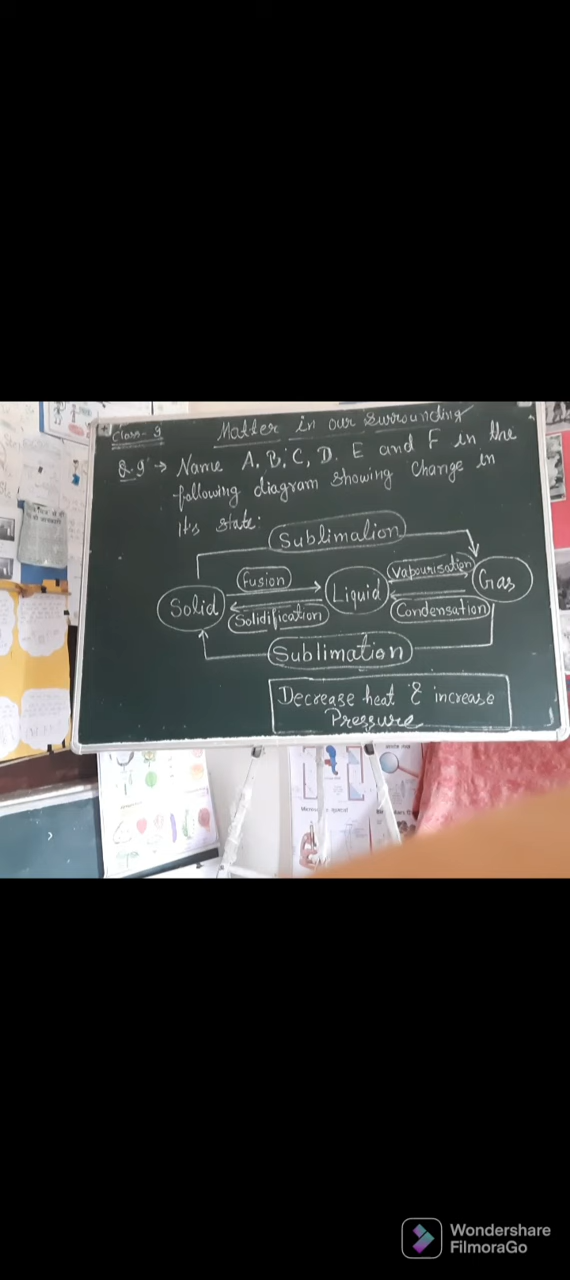 Class-9
Matter in our Surrounding
Q.9 → Name A, B, C, D, E and F in the
following diagram showing change in
it's state:
Sublimation
Fusion
Vapourisation
Solid
Liquid
Gas
Solidification
Condensation
Sublimation
Decrease heat & increase
Pressure
Wondershare
FilmoraGo